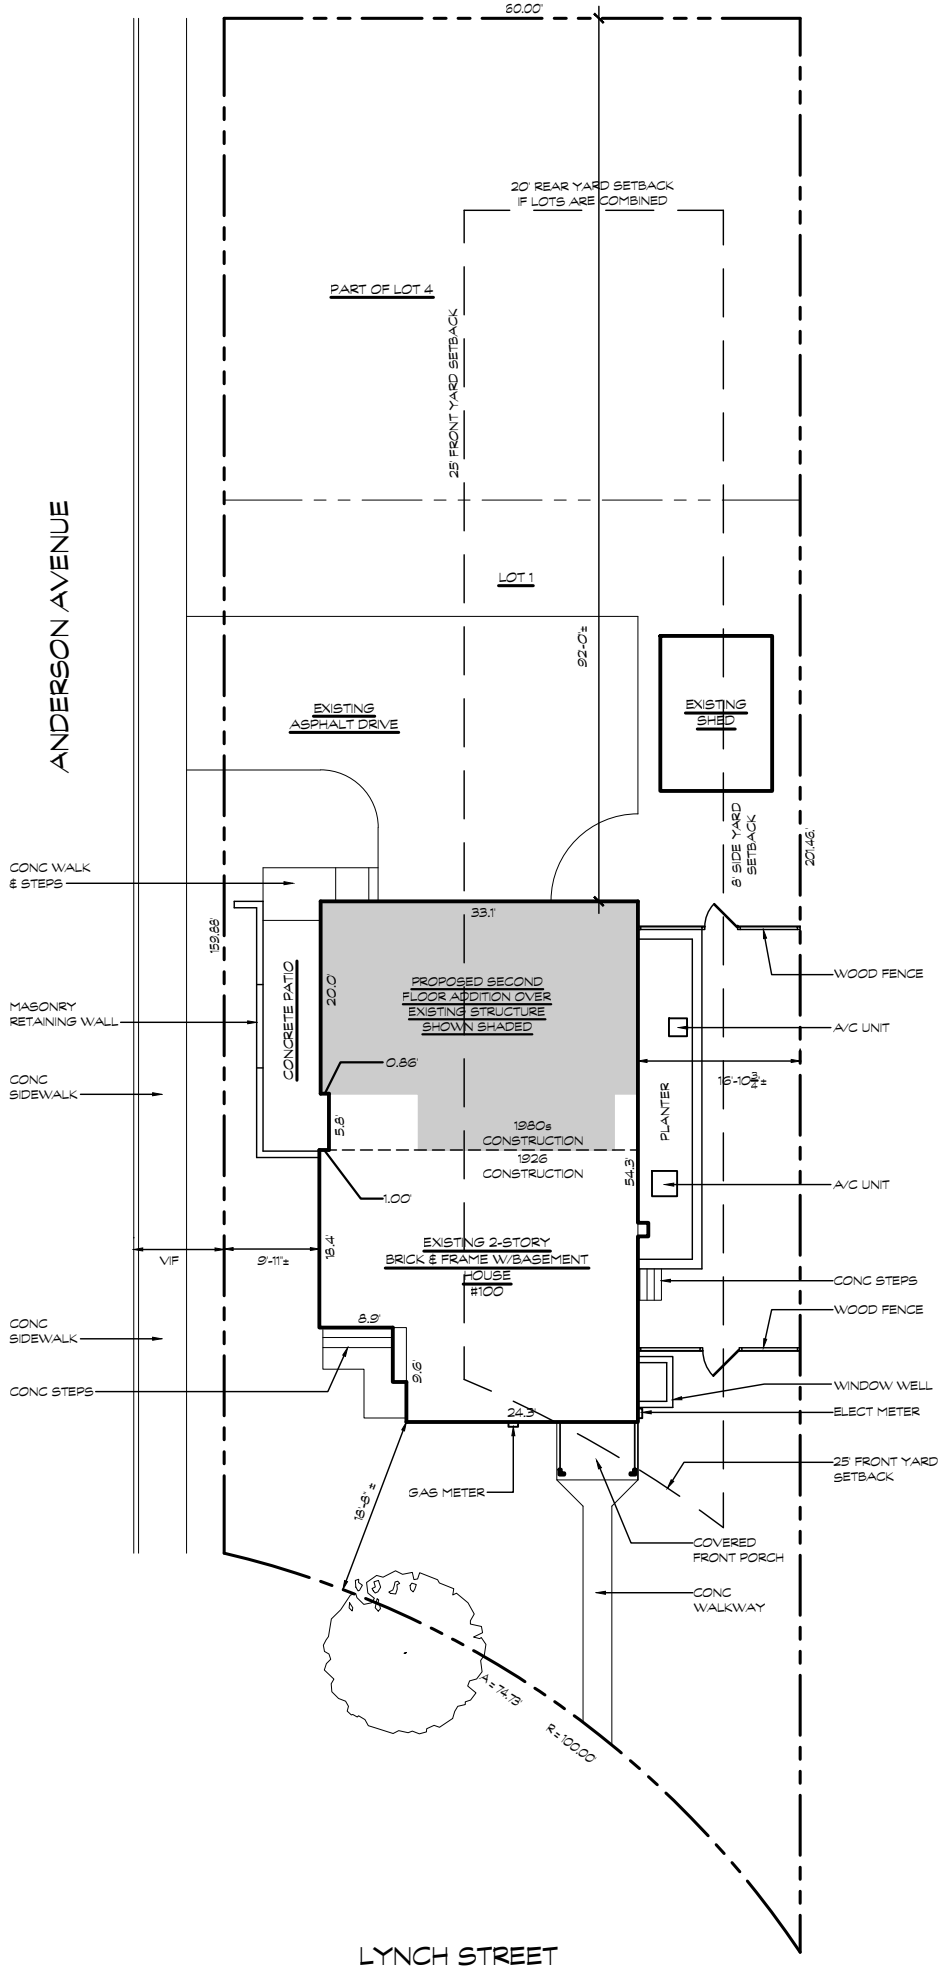 60.00'
20' REAR YARD SETBACK
IF LOTS ARE COMBINED
PART OF LOT 4
25' FRONT YARD SETBACK
ANDERSON AVENUE
LOT 1
92'-0"±
EXISTING
ASPHALT DRIVE
EXISTING
SHED
8' SIDE YARD
SETBACK
201.46'
CONC WALK
& STEPS
159.88'
33.1'
WOOD FENCE
CONCRETE PATIO
20.0'
PROPOSED SECOND
FLOOR ADDITION OVER
EXISTING STRUCTURE
SHOWN SHADED
MASONRY
RETAINING WALL
A/C UNIT
0.86'
CONC
SIDEWALK
16'-10 3/4"±
PLANTER
5.8'
1980s
CONSTRUCTION
1926
CONSTRUCTION
54.3'
A/C UNIT
1.00'
18.4'
VIF
9'-11"±
EXISTING 2-STORY
BRICK & FRAME W/BASEMENT
HOUSE
#100
CONC STEPS
WOOD FENCE
8.9'
CONC
SIDEWALK
9.6'
CONC STEPS
WINDOW WELL
ELECT METER
24.3'
25' FRONT YARD
SETBACK
18'-8" ±
GAS METER
COVERED
FRONT PORCH
CONC
WALKWAY
A = 74.73'
R = 100.00'
LYNCH STREET